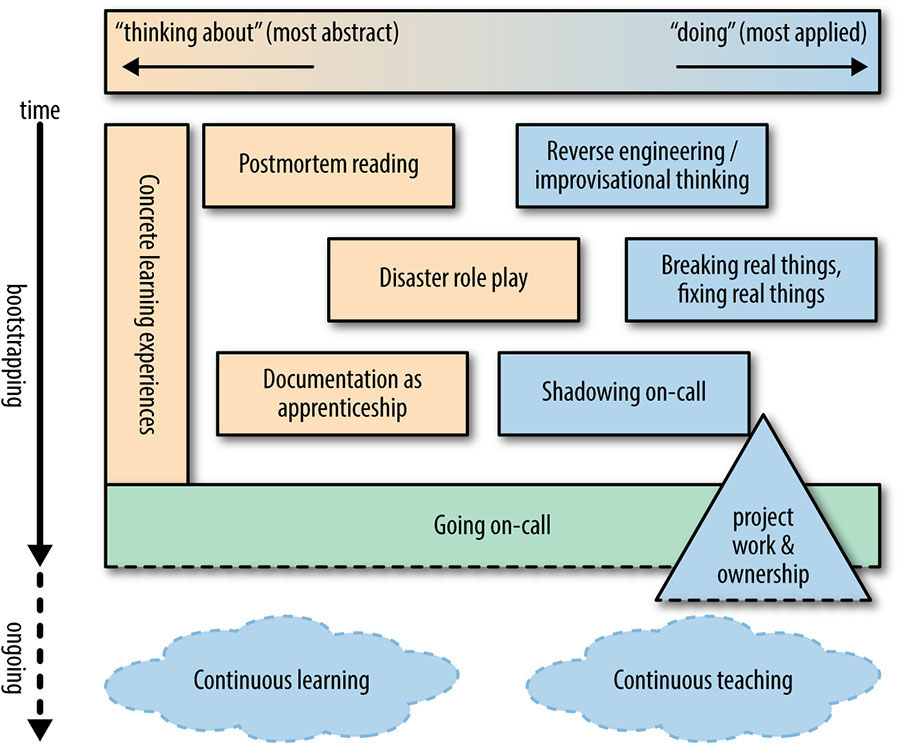 “thinking about” (most abstract)
“doing” (most applied)
time
bootstrapping
ongoing
Concrete learning experiences
Postmortem reading
Reverse engineering /
improvisational thinking
Disaster role play
Breaking real things,
fixing real things
Documentation as
apprenticeship
Shadowing on-call
Going on-call
project
work &
ownership
Continuous learning
Continuous teaching